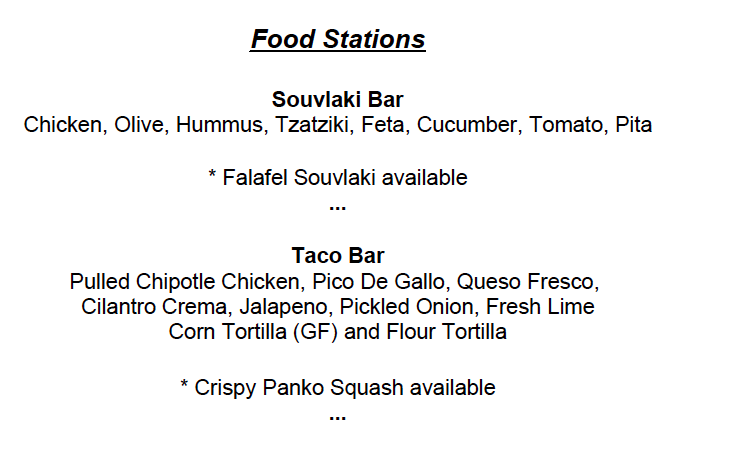 Food Stations
Souvlaki Bar
Chicken, Olive, Hummus, Tzatziki, Feta, Cucumber, Tomato, Pita
* Falafel Souvlaki available
...
Taco Bar
Pulled Chipotle Chicken, Pico De Gallo, Queso Fresco,
Cilantro Crema, Jalapeno, Pickled Onion, Fresh Lime
Corn Tortilla (GF) and Flour Tortilla
* Crispy Panko Squash available
...